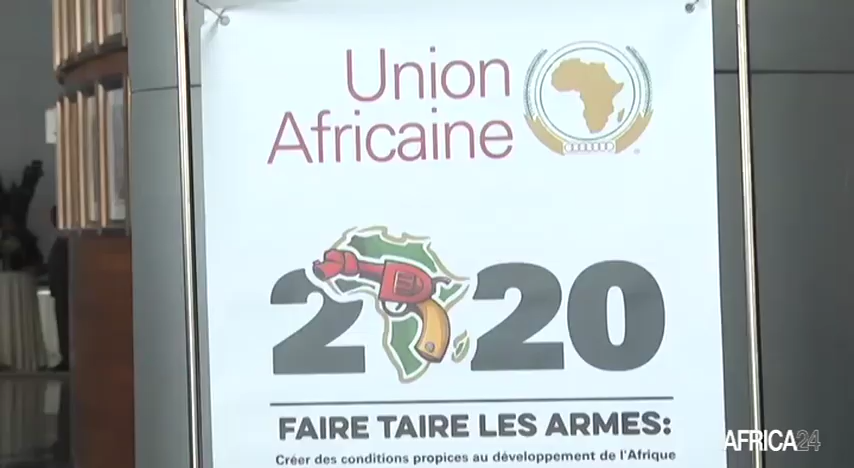 Union
Africaine
2020
FAIRE TAIRE LES ARMES:
Créer des conditions propices au développement de l'Afrique
AFRICA24